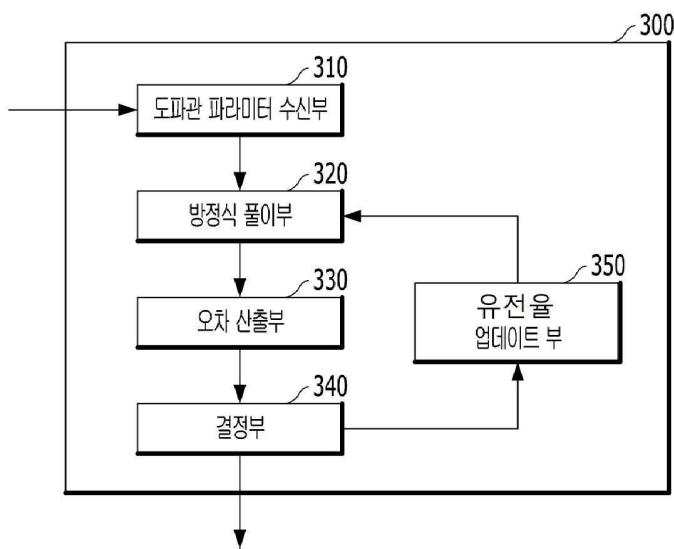 300
310
도파관 파라미터 수신부
320
방정식 풀이부
330
350
오차 산출부
유전율
업데이트 부
340
결정부